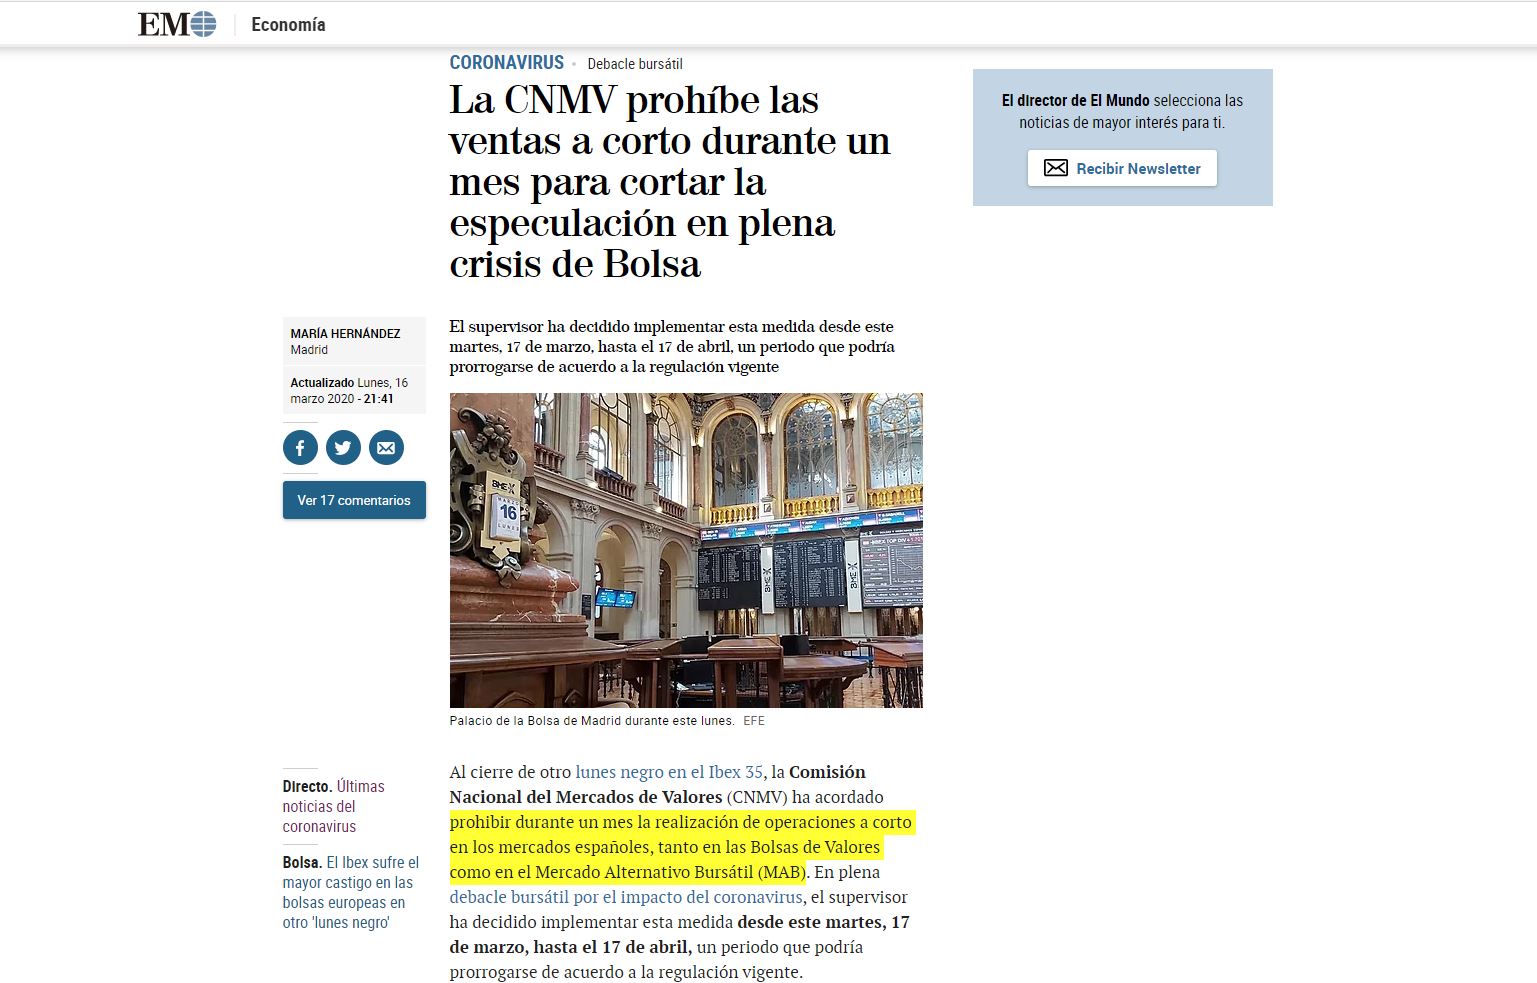 EM
Economía
CORONAVIRUS • Debacle bursátil
La CNMV prohíbe las
ventas a corto durante un
mes para cortar la
especulación en plena
crisis de Bolsa
El director de El Mundo selecciona las
noticias de mayor interés para ti.
Recibir Newsletter
MARÍA HERNÁNDEZ
Madrid
Actualizado Lunes, 16
marzo 2020 - 21:41
Ver 17 comentarios
El supervisor ha decidido implementar esta medida desde este
martes, 17 de marzo, hasta el 17 de abril, un periodo que podría
prorrogarse de acuerdo a la regulación vigente
BMEX
MARZO
16
LUNES
BMEX
BMEX
Palacio de la Bolsa de Madrid durante este lunes. EFE
Directo. Últimas
noticias del
coronavirus
Bolsa. El Ibex sufre el
mayor castigo en las
bolsas europeas en
otro 'lunes negro'
Al cierre de otro lunes negro en el Ibex 35, la Comisión
Nacional del Mercados de Valores (CNMV) ha acordado
prohibir durante un mes la realización de operaciones a corto
en los mercados españoles, tanto en las Bolsas de Valores
como en el Mercado Alternativo Bursátil (MAB). En plena
debacle bursátil por el impacto del coronavirus, el supervisor
ha decidido implementar esta medida desde este martes, 17
de marzo, hasta el 17 de abril, un periodo que podría
prorrogarse de acuerdo a la regulación vigente.